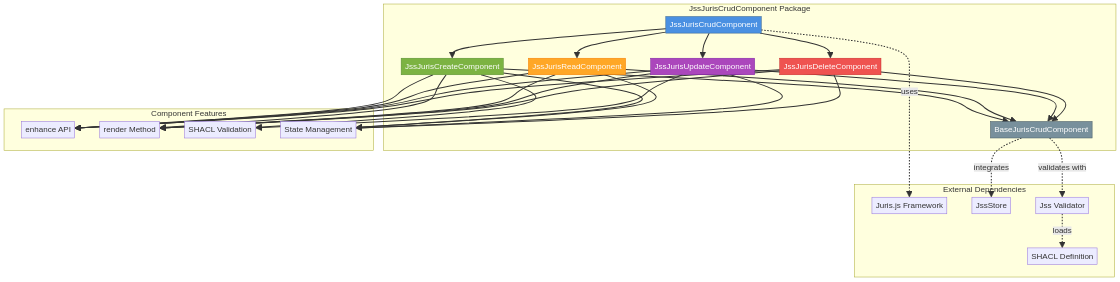 JssJurisCrudComponent Package
JssJurisCrudComponent
JssJurisCreateComponent
JssJurisReadComponent
JssJurisUpdateComponent
JssJurisDeleteComponent
uses
Component Features
enhance API
render Method
SHACL Validation
State Management
BaseJurisCrudComponent
integrates
validates with
External Dependencies
Juris.js Framework
JssStore
Jss Validator
loads
SHACL Definition